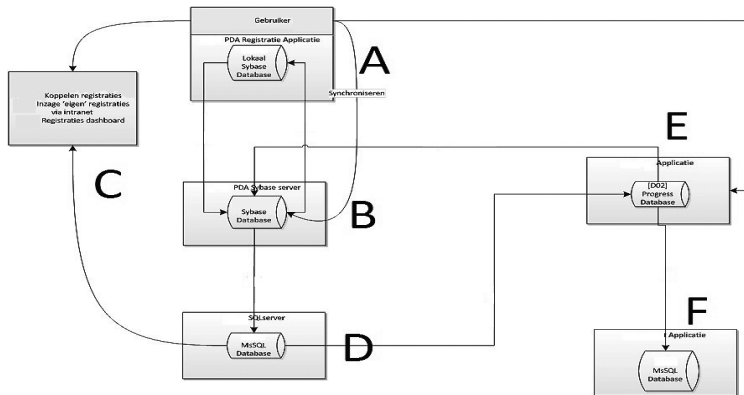 Gebruiker
PDA Registratie Applicatie
Lokaal
Sybase
Database
A
Synchroniseren
Koppelen registraties
Inzage 'eigen' registraties
via intranet
Registraties dashboard
C
E
Applicatie
[D02]
Progress
Database
PDA Sybase server
Sybase
Database
B
SQLserver
MsSQL
Database
D
F
Applicatie
MsSQL
Database